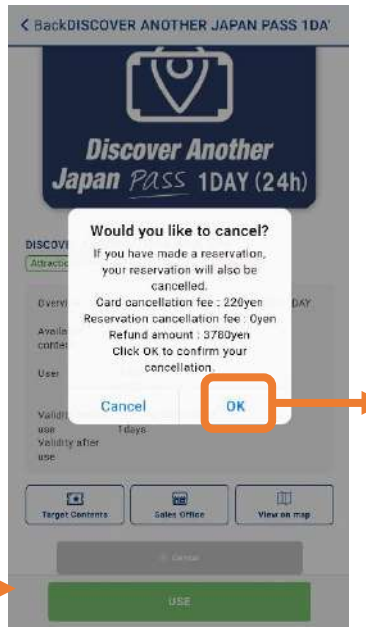 Back DISCOVER ANOTHER JAPAN PASS 1DA
Discover Another
Japan PASS 1DAY (24h)
Would you like to cancel?
If you have made a reservation,
your reservation will also be
cancelled.
Card cancellation fee : 220yen
Reservation cancellation fee : 0yen
Refund amount : 3780yen
Click OK to confirm your
cancellation.
Cancel OK
DISCOV
Attractio
Overvi DAY
Availa
conte
User
Validi
use 1days
Validity after
use
Target Contents Sales Office View on map
Cancel
USE